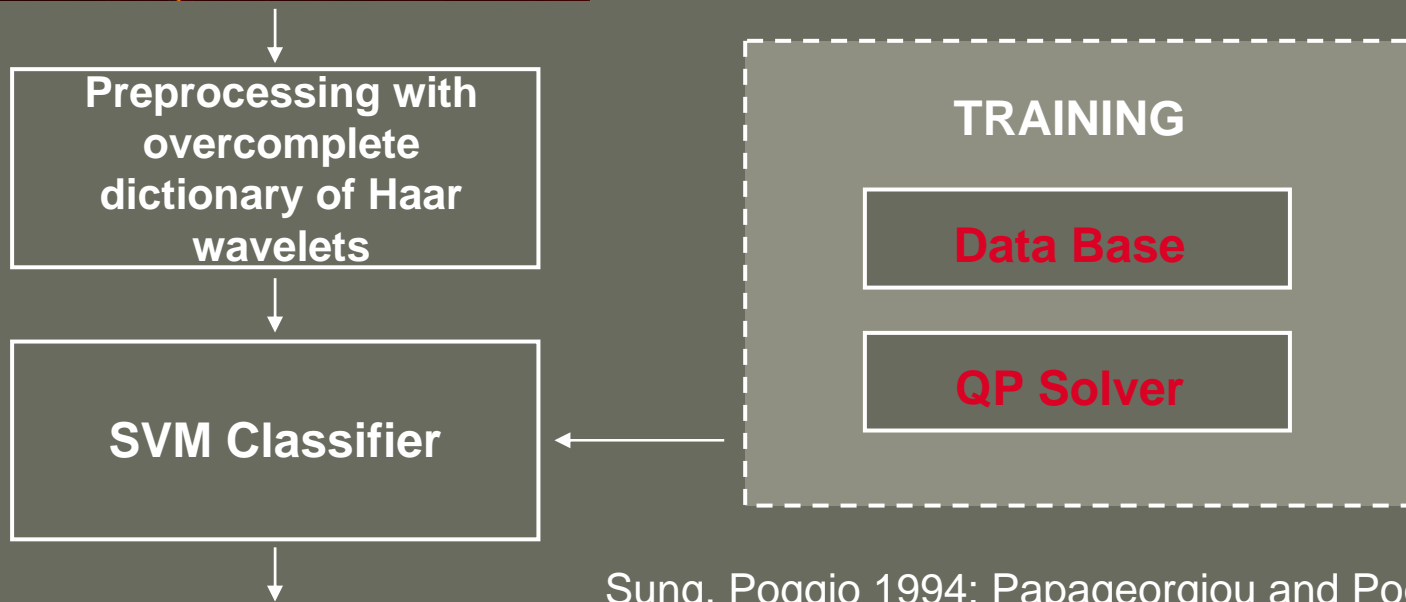 Preprocessing with
overcomplete
dictionary of Haar
wavelets
SVM Classifier
TRAINING
Data Base
QP Solver
Sung, Poggio 1994; Papageorgiou and